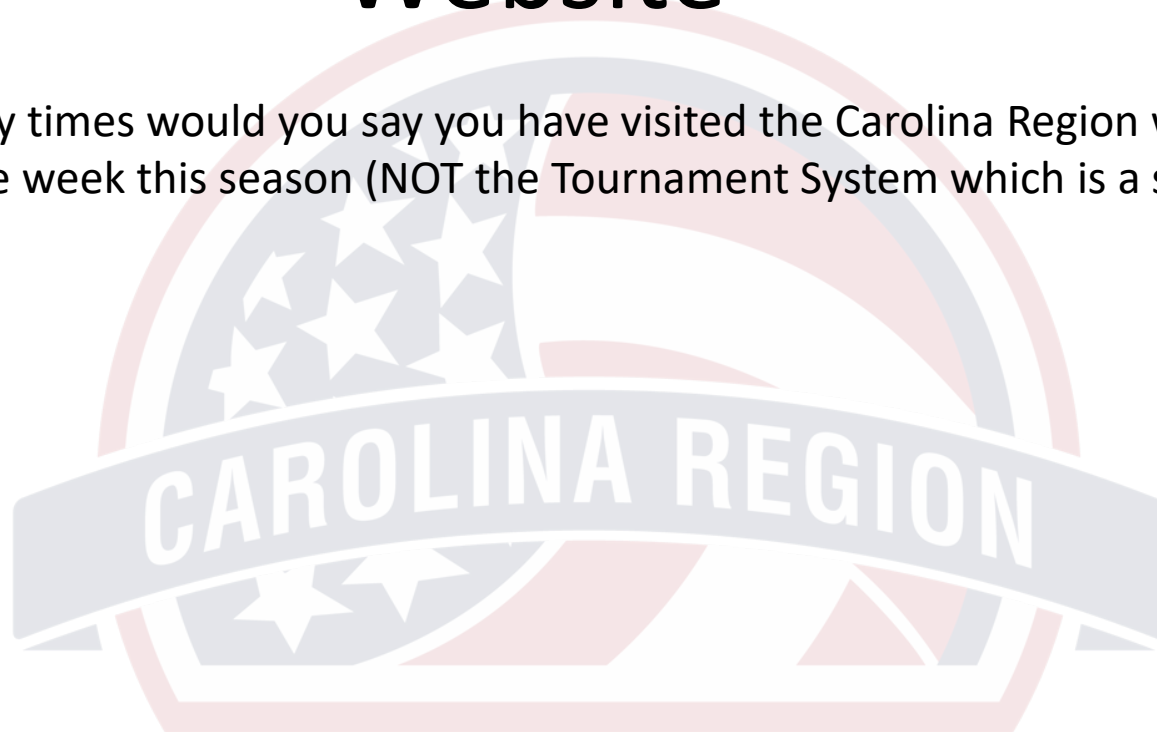 Website
y times would you say you have visited the Carolina Region
e week this season (NOT the Tournament System which is a s
CAROLINA REGION